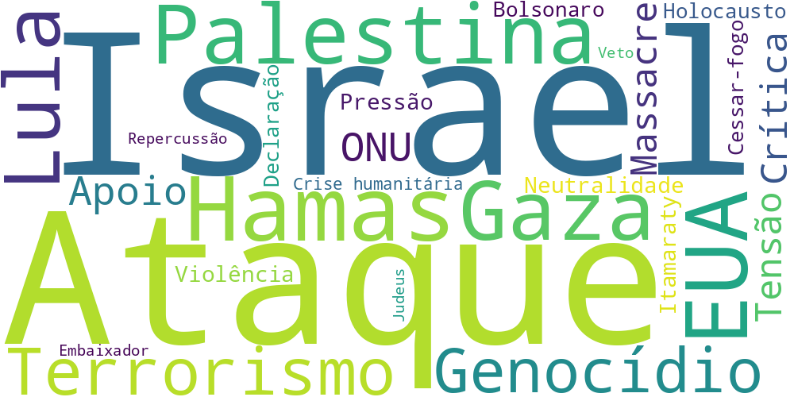 Bolsonaro
Holocausto
Palestina
Lula
Israel
Veto
Massacre
Cessar-fogo
Crítica
Declaração
Pressão
Repercussão
ONU
Crise humanitária
Neutralidade
Apoio
Hamas
Gaza
EUA
Tensão
Itamaraty
Ataque
Violência
Judeus
Embaixador
Terrorismo
Genocídio